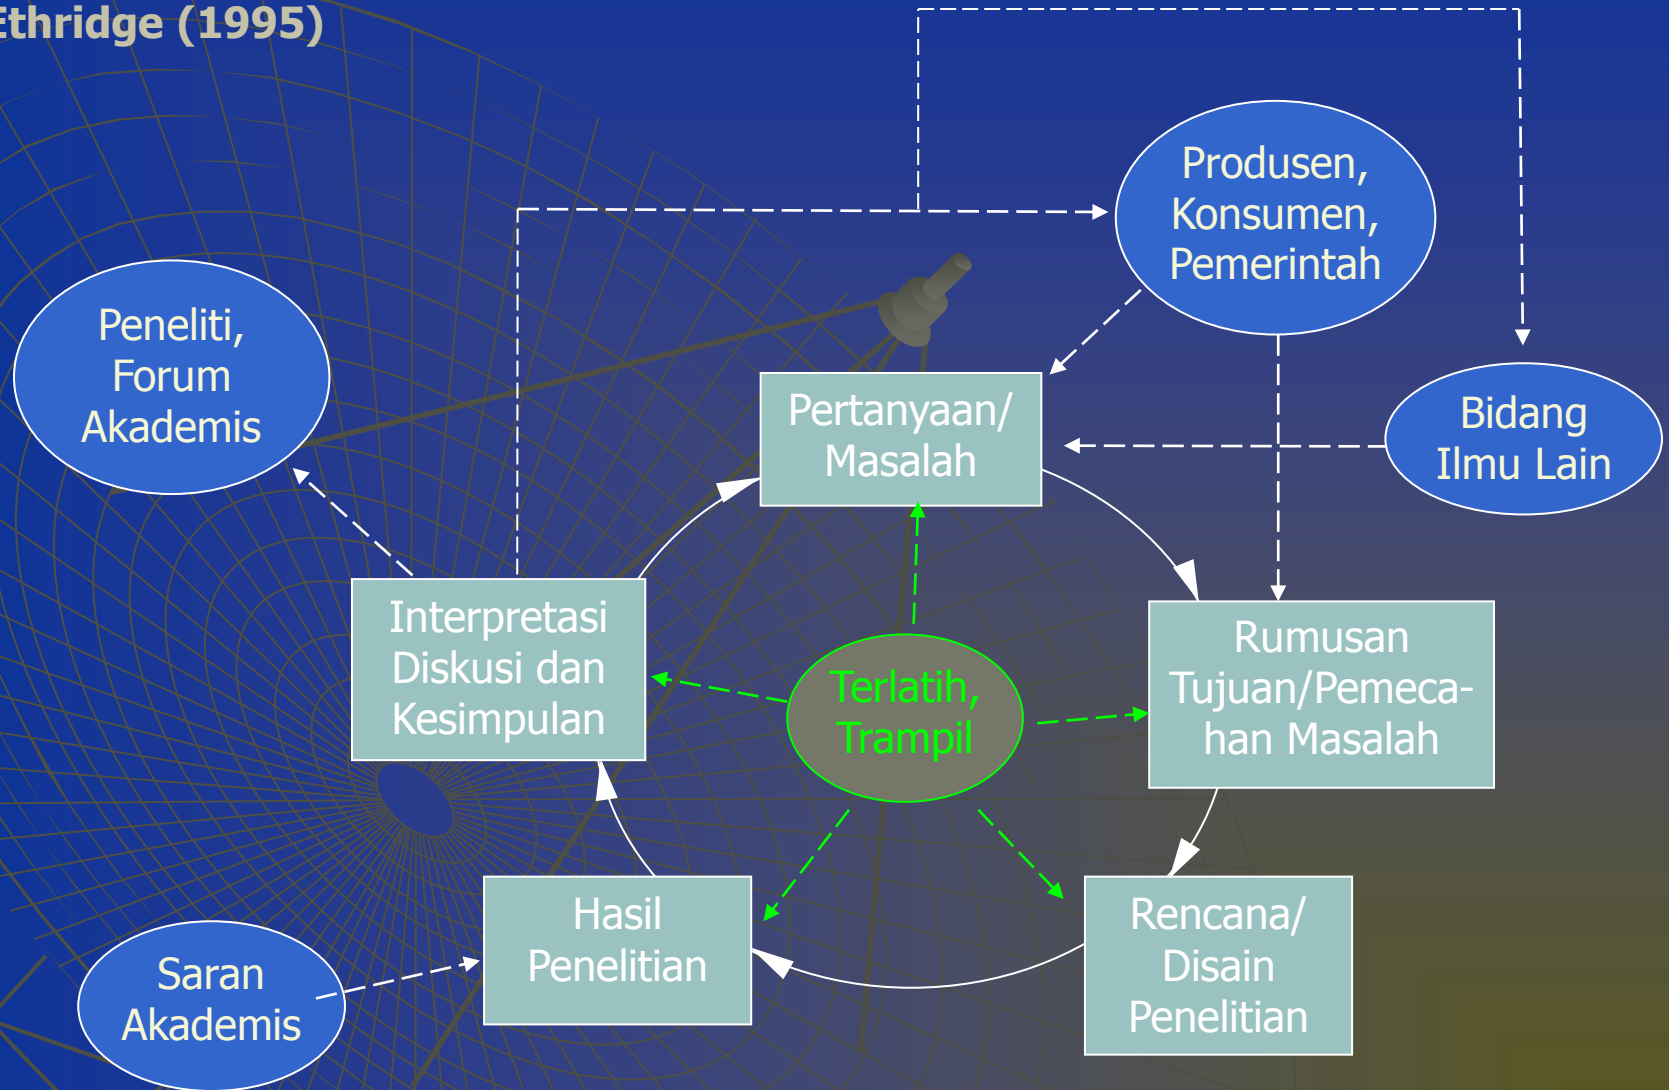 Ethridge (1995)
Produsen,
Konsumen,
Pemerintah
Peneliti,
Forum
Akademis
Pertanyaan/
Masalah
Bidang
Ilmu Lain
Interpretasi
Diskusi dan
Kesimpulan
Terlatih,
Trampil
Rumusan
Tujuan/Pemeca-
han Masalah
Hasil
Penelitian
Rencana/
Disain
Penelitian
Saran
Akademis